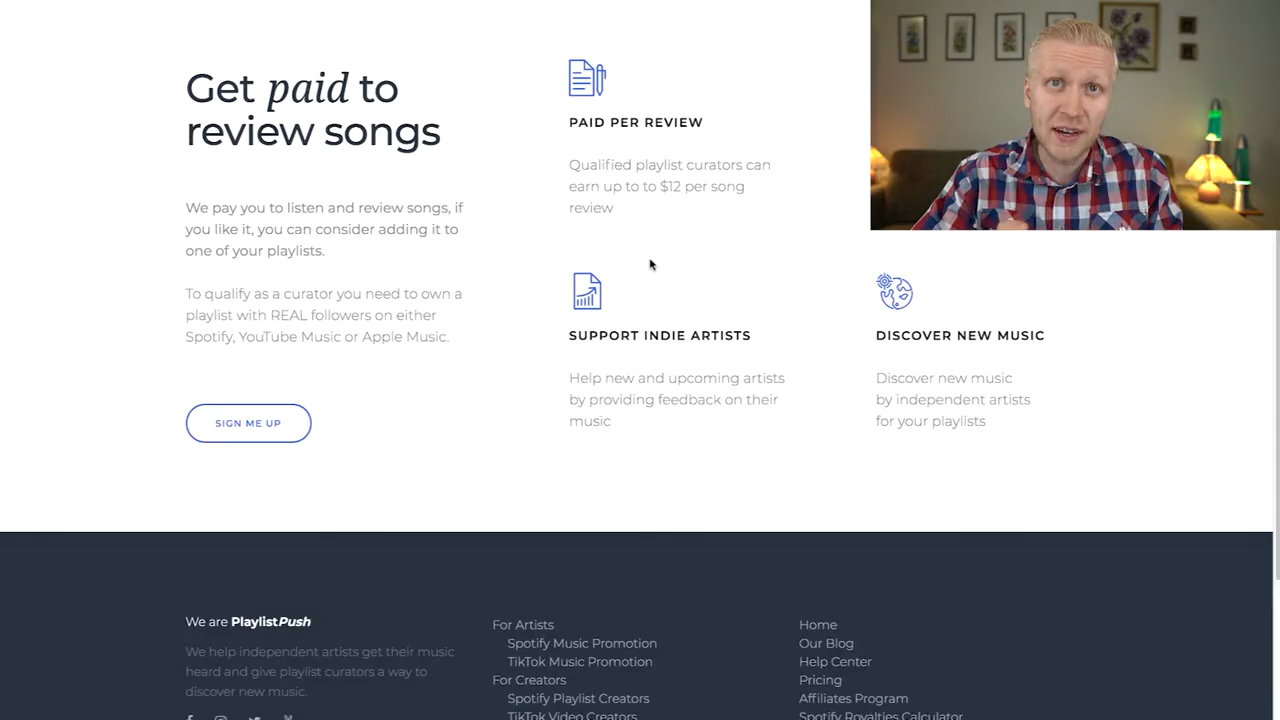 Get paid to
review songs
We pay you to listen and review songs, if
you like it, you can consider adding it to
one of your playlists.
To qualify as a curator you need to own a
playlist with REAL followers on either
Spotify, YouTube Music or Apple Music.
SIGN ME UP
PAID PER REVIEW
Qualified playlist curators can
earn up to to $12 per song
review
SUPPORT INDIE ARTISTS
Help new and upcoming artists
by providing feedback on their
music
DISCOVER NEW MUSIC
Discover new music
by independent artists
for your playlists
We are PlaylistPush
We help independent artists get their music
heard and give playlist curators a way to
discover new music.
For Artists
Spotify Music Promotion
TikTok Music Promotion
For Creators
Spotify Playlist Creators
TikTok Video Creators
Home
Our Blog
Help Center
Pricing
Affiliates Program
Spotify Royalties Calculator